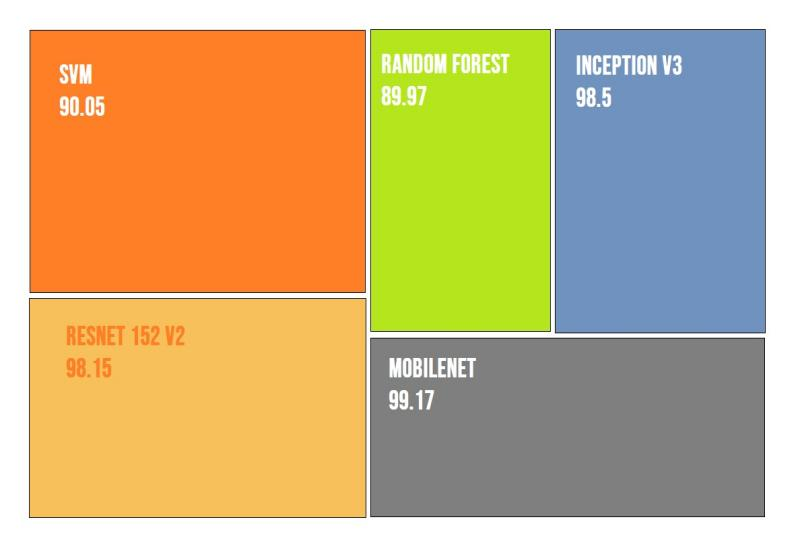 SVM
90.05
RANDOM FOREST
89.97
INCEPTION V3
98.5
RESNET 152 V2
98.15
MOBILENET
99.17